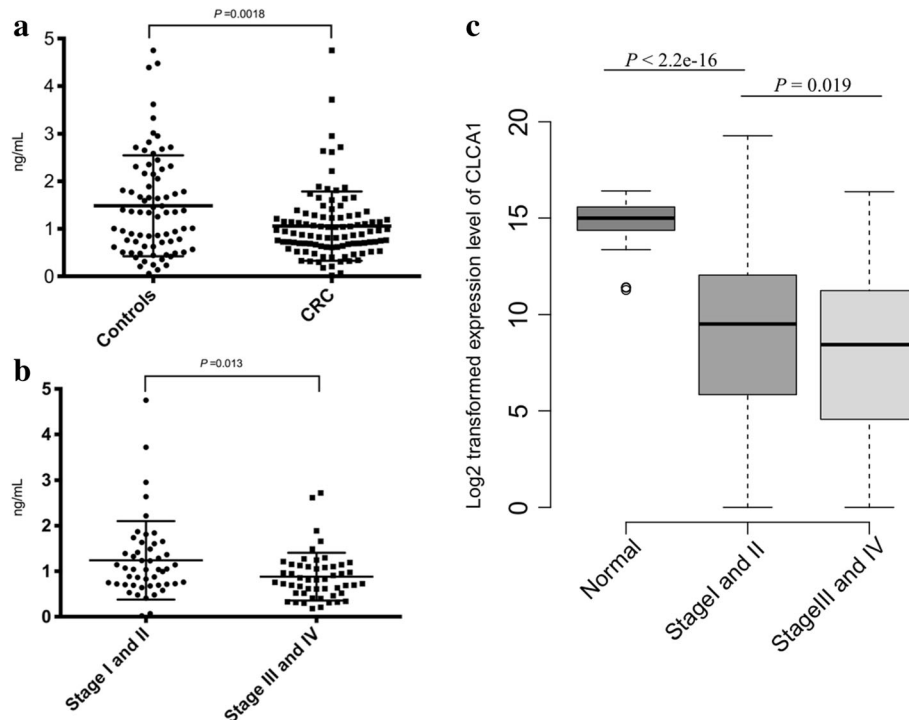 a
P =0.0018
5
4
3
2
1
0
ng/mL
Controls
CRC
b
P =0.013
5
4
3
2
1
0
ng/mL
Stage I and II
Stage III and IV
c
P < 2.2e-16
P = 0.019
Log2 transformed expression level of CLCA1
20
15
10
5
0
Normal
StageI and II
StageIII and IV